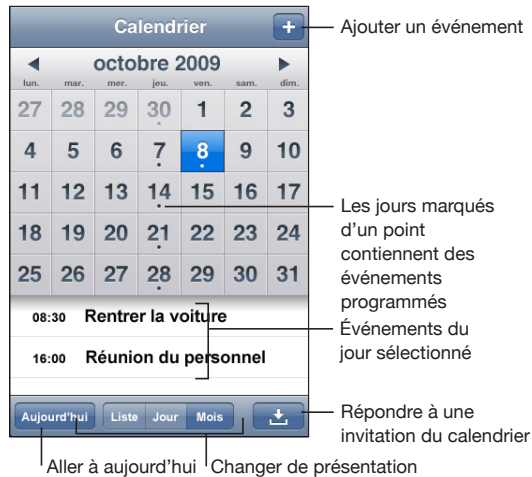 Calendrier
+
Ajouter un événement
octobre 2009
lun. mar. mer. jeu. ven. sam. dim.
27 28 29 30 1 2 3
4 5 6 7 8 9 10
11 12 13 14 15 16 17
18 19 20 21 22 23 24
25 26 27 28 29 30 31
Les jours marqués
d'un point
contiennent des
événements
programmés
08:30 Rentrer la voiture
16:00 Réunion du personnel
Événements du
jour sélectionné
Aujourd'hui Liste Jour Mois
Répondre à une
invitation du calendrier
Aller à aujourd'hui
Changer de présentation